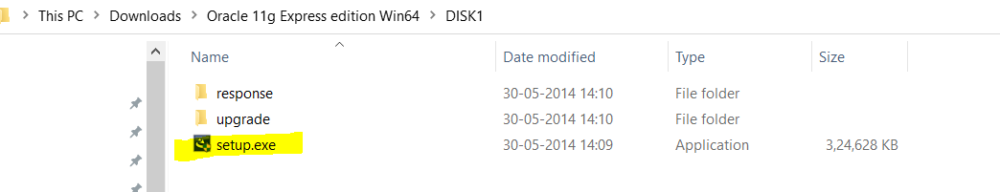 This PC > Downloads > Oracle 11g Express edition Win64 > DISK1
Name Date modified Type Size
response 30-05-2014 14:10 File folder
upgrade 30-05-2014 14:10 File folder
setup.exe 30-05-2014 14:09 Application 3,24,628 KB